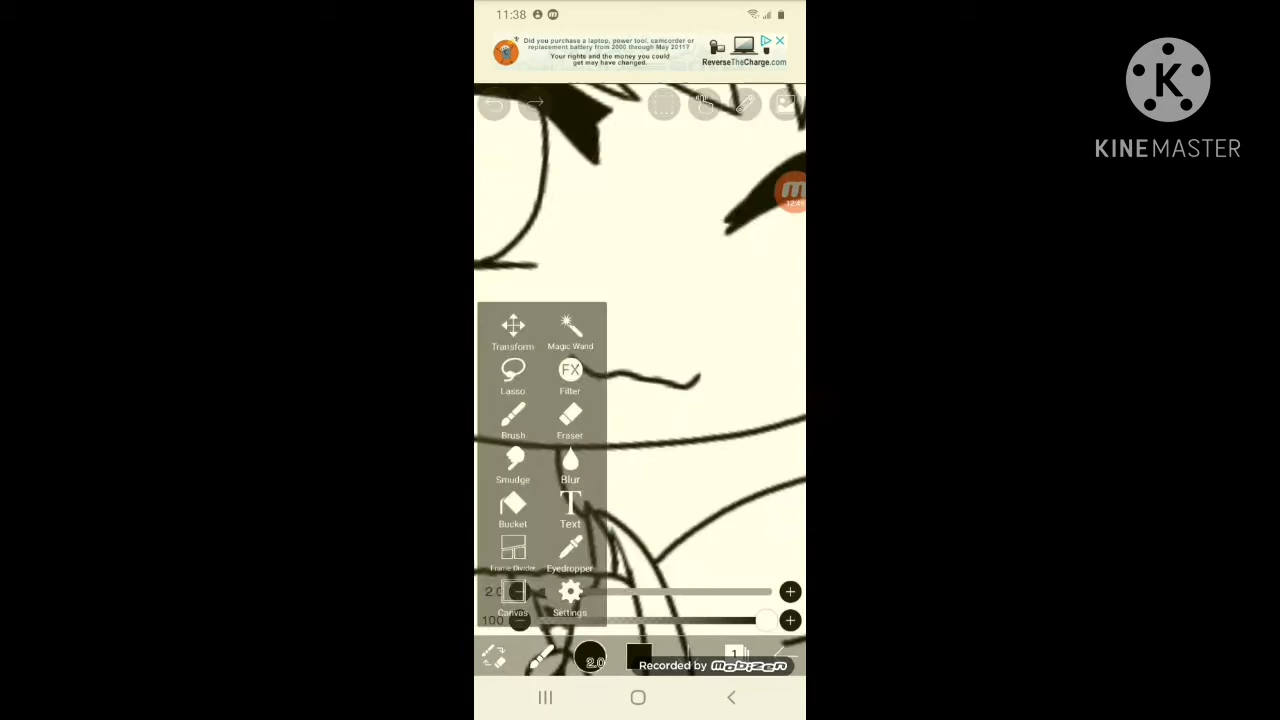 11:38
Did you purchase a laptop, power tool, camcorder or
replacement battery from 2000 through May 2011?
Your rights and the money you could
get may have changed.
ReverseTheCharge.com
K
KINEMASTER
Transform
Magic Wand
Lasso
FX
Filter
Brush
Eraser
Smudge
Blur
Bucket
T
Text
Frame Divider
Eyedropper
Canvas
Settings
100
2.0
1
Recorded by mobizen